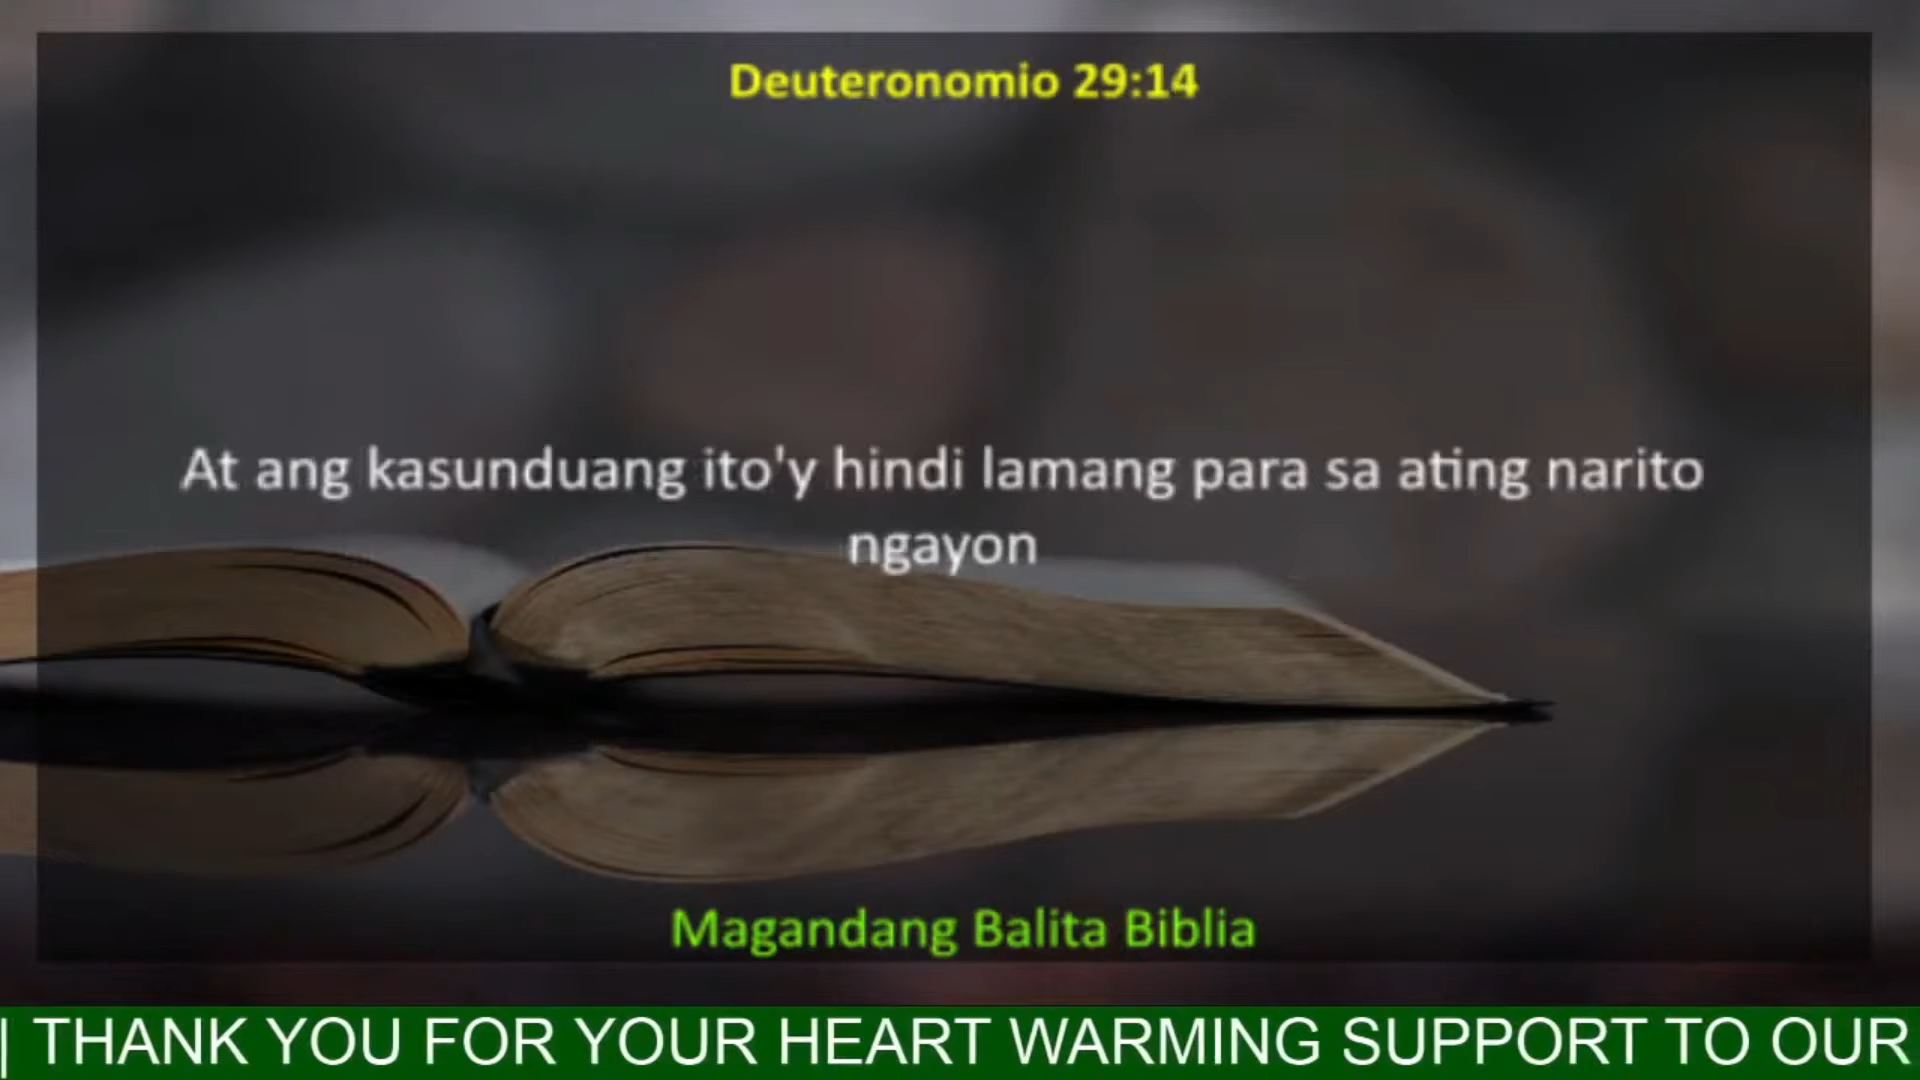 Deuteronomio 29:14
At ang kasunduang ito'y hindi lamang para sa ating narito
ngayon
Magandang Balita Biblia
| THANK YOU FOR YOUR HEART WARMING SUPPORT TO OUR